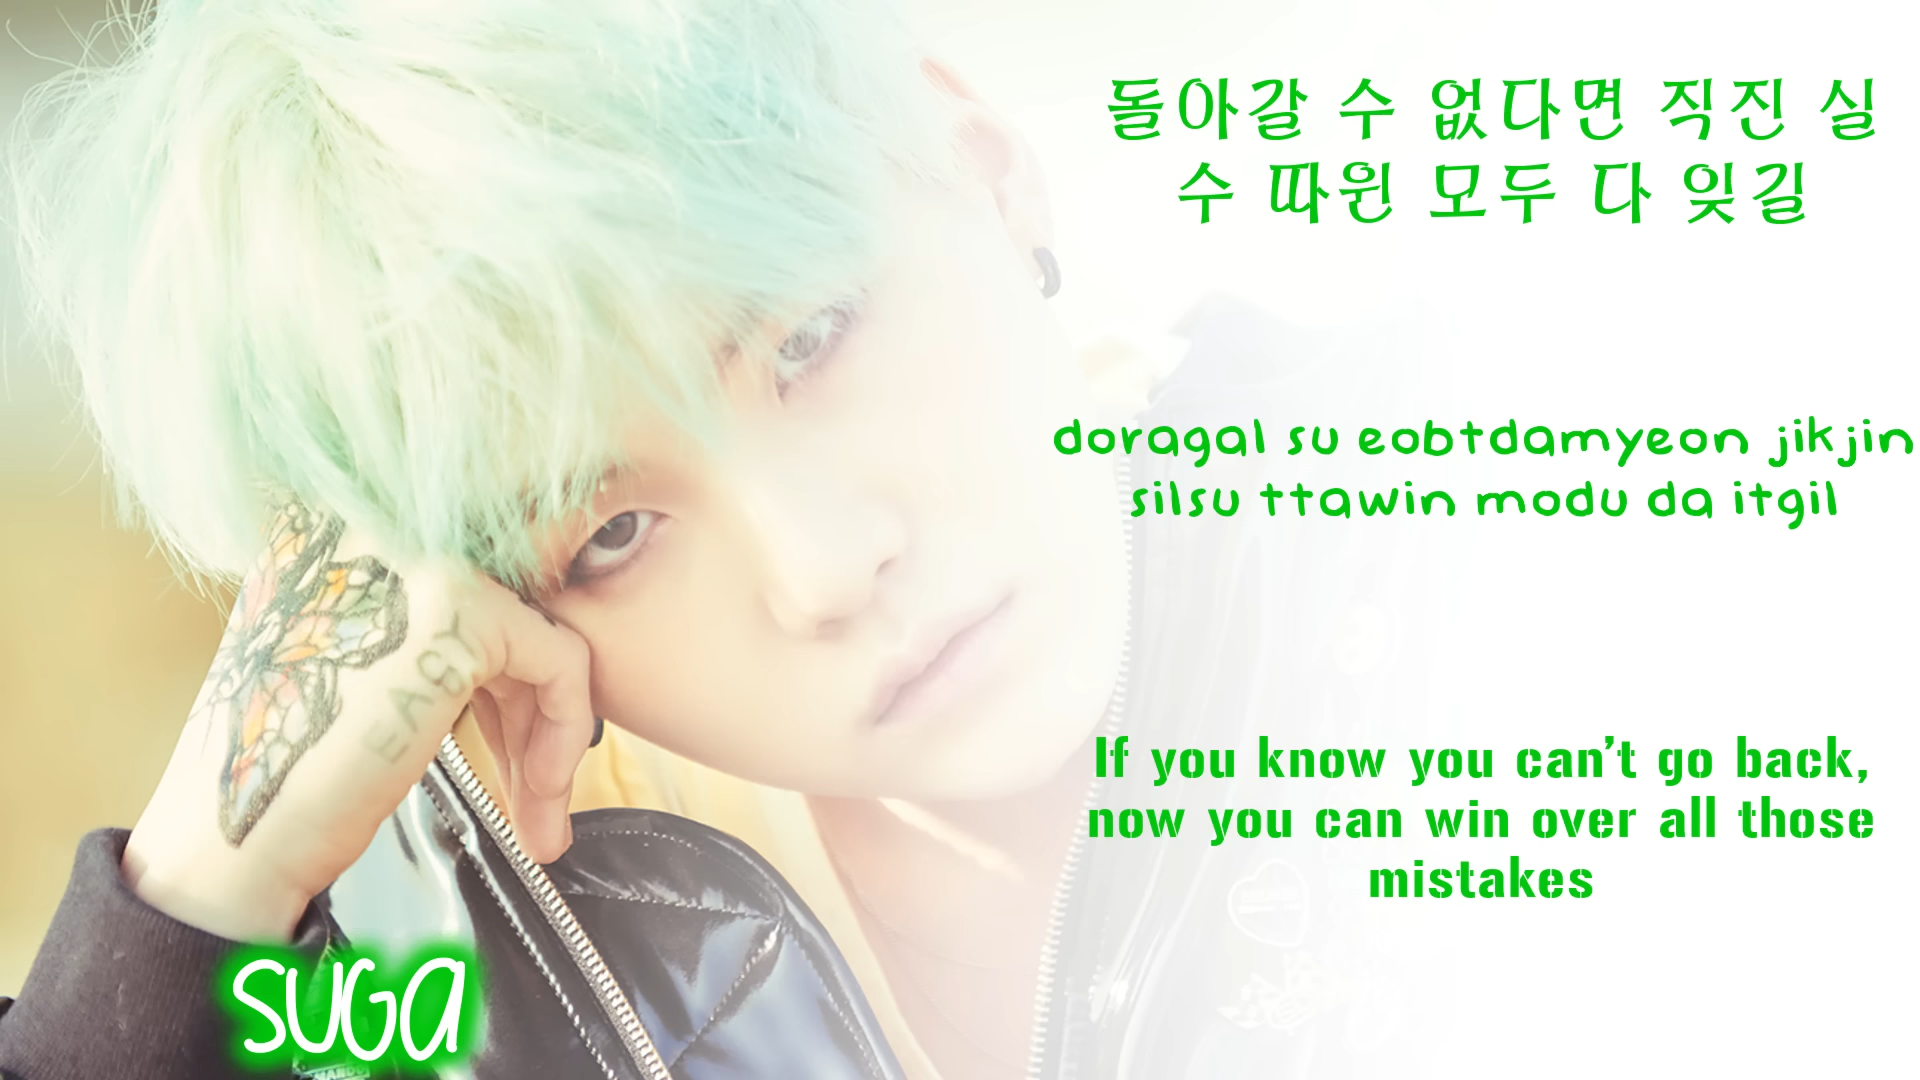 돌아갈 수 없다면 직진 실
수 따윈 모두 다 잊길
doragal su eobtdamyeon jikjin
silsu ttawin modu da itgil
If you know you can't go back,
now you can win over all those
mistakes
EASY
SUGA